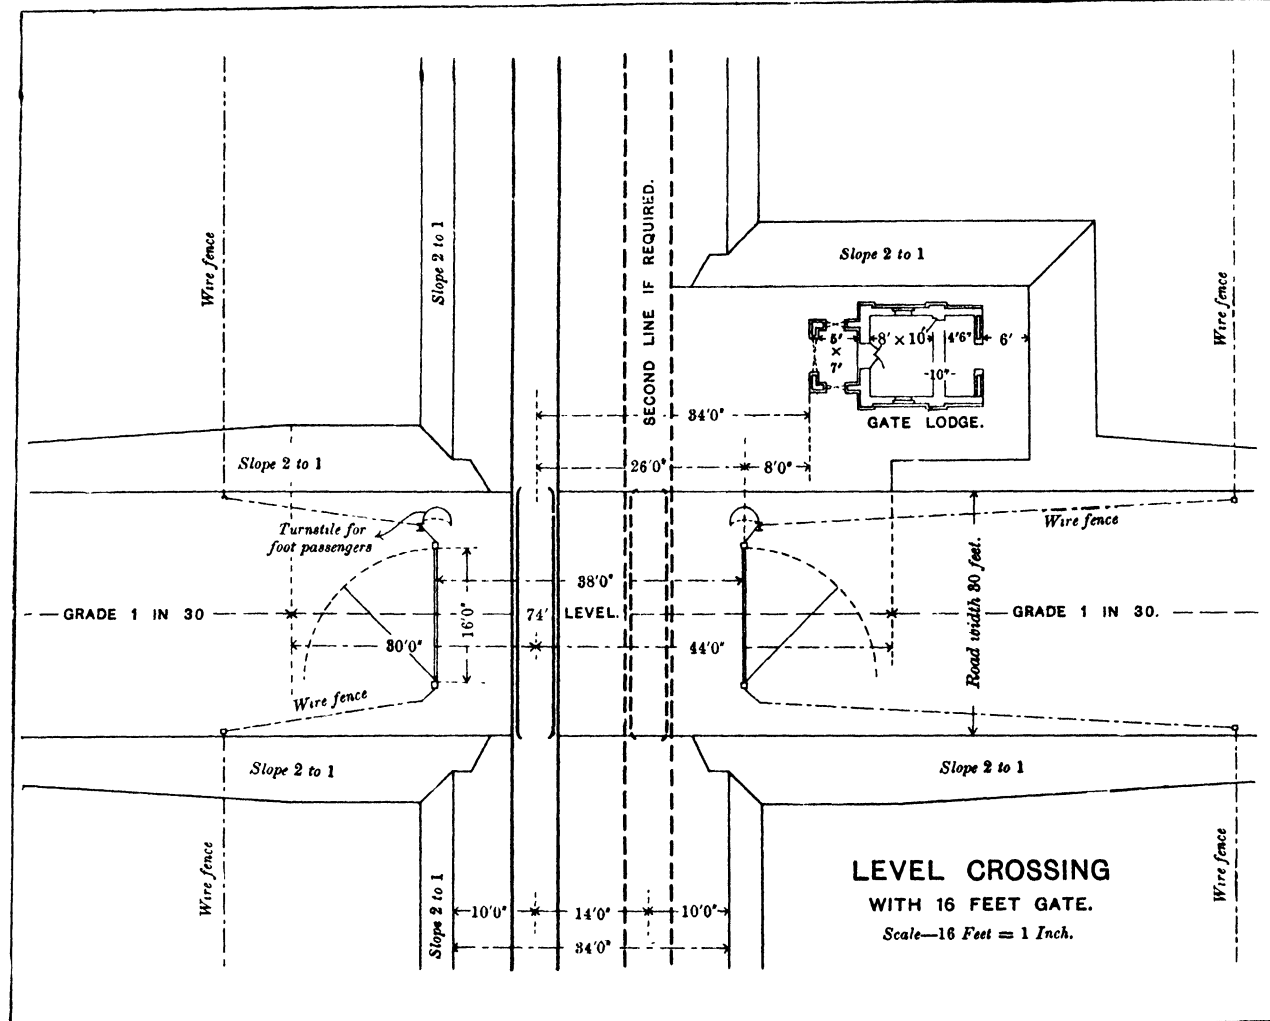 Wire fence
Slope 2 to 1
SECOND LINE IF REQUIRED.
Slope 2 to 1
Wire fence
5'
×
7'
8' × 10'
4'6"
6'
10"
GATE LODGE.
34'0"
26'0"
8'0"
Slope 2 to 1
Turnstile for
foot passengers
Wire fence
38'0"
16'0"
GRADE 1 IN 30
74'
LEVEL.
Road width 30 feet.
GRADE 1 IN 30.
30'0"
44'0"
Wire fence
Slope 2 to 1
Slope 2 to 1
Wire fence
Slope 2 to 1
10'0"
14'0"
10'0"
34'0"
LEVEL CROSSING
WITH 16 FEET GATE.
Scale—16 Feet = 1 Inch.
Wire fence